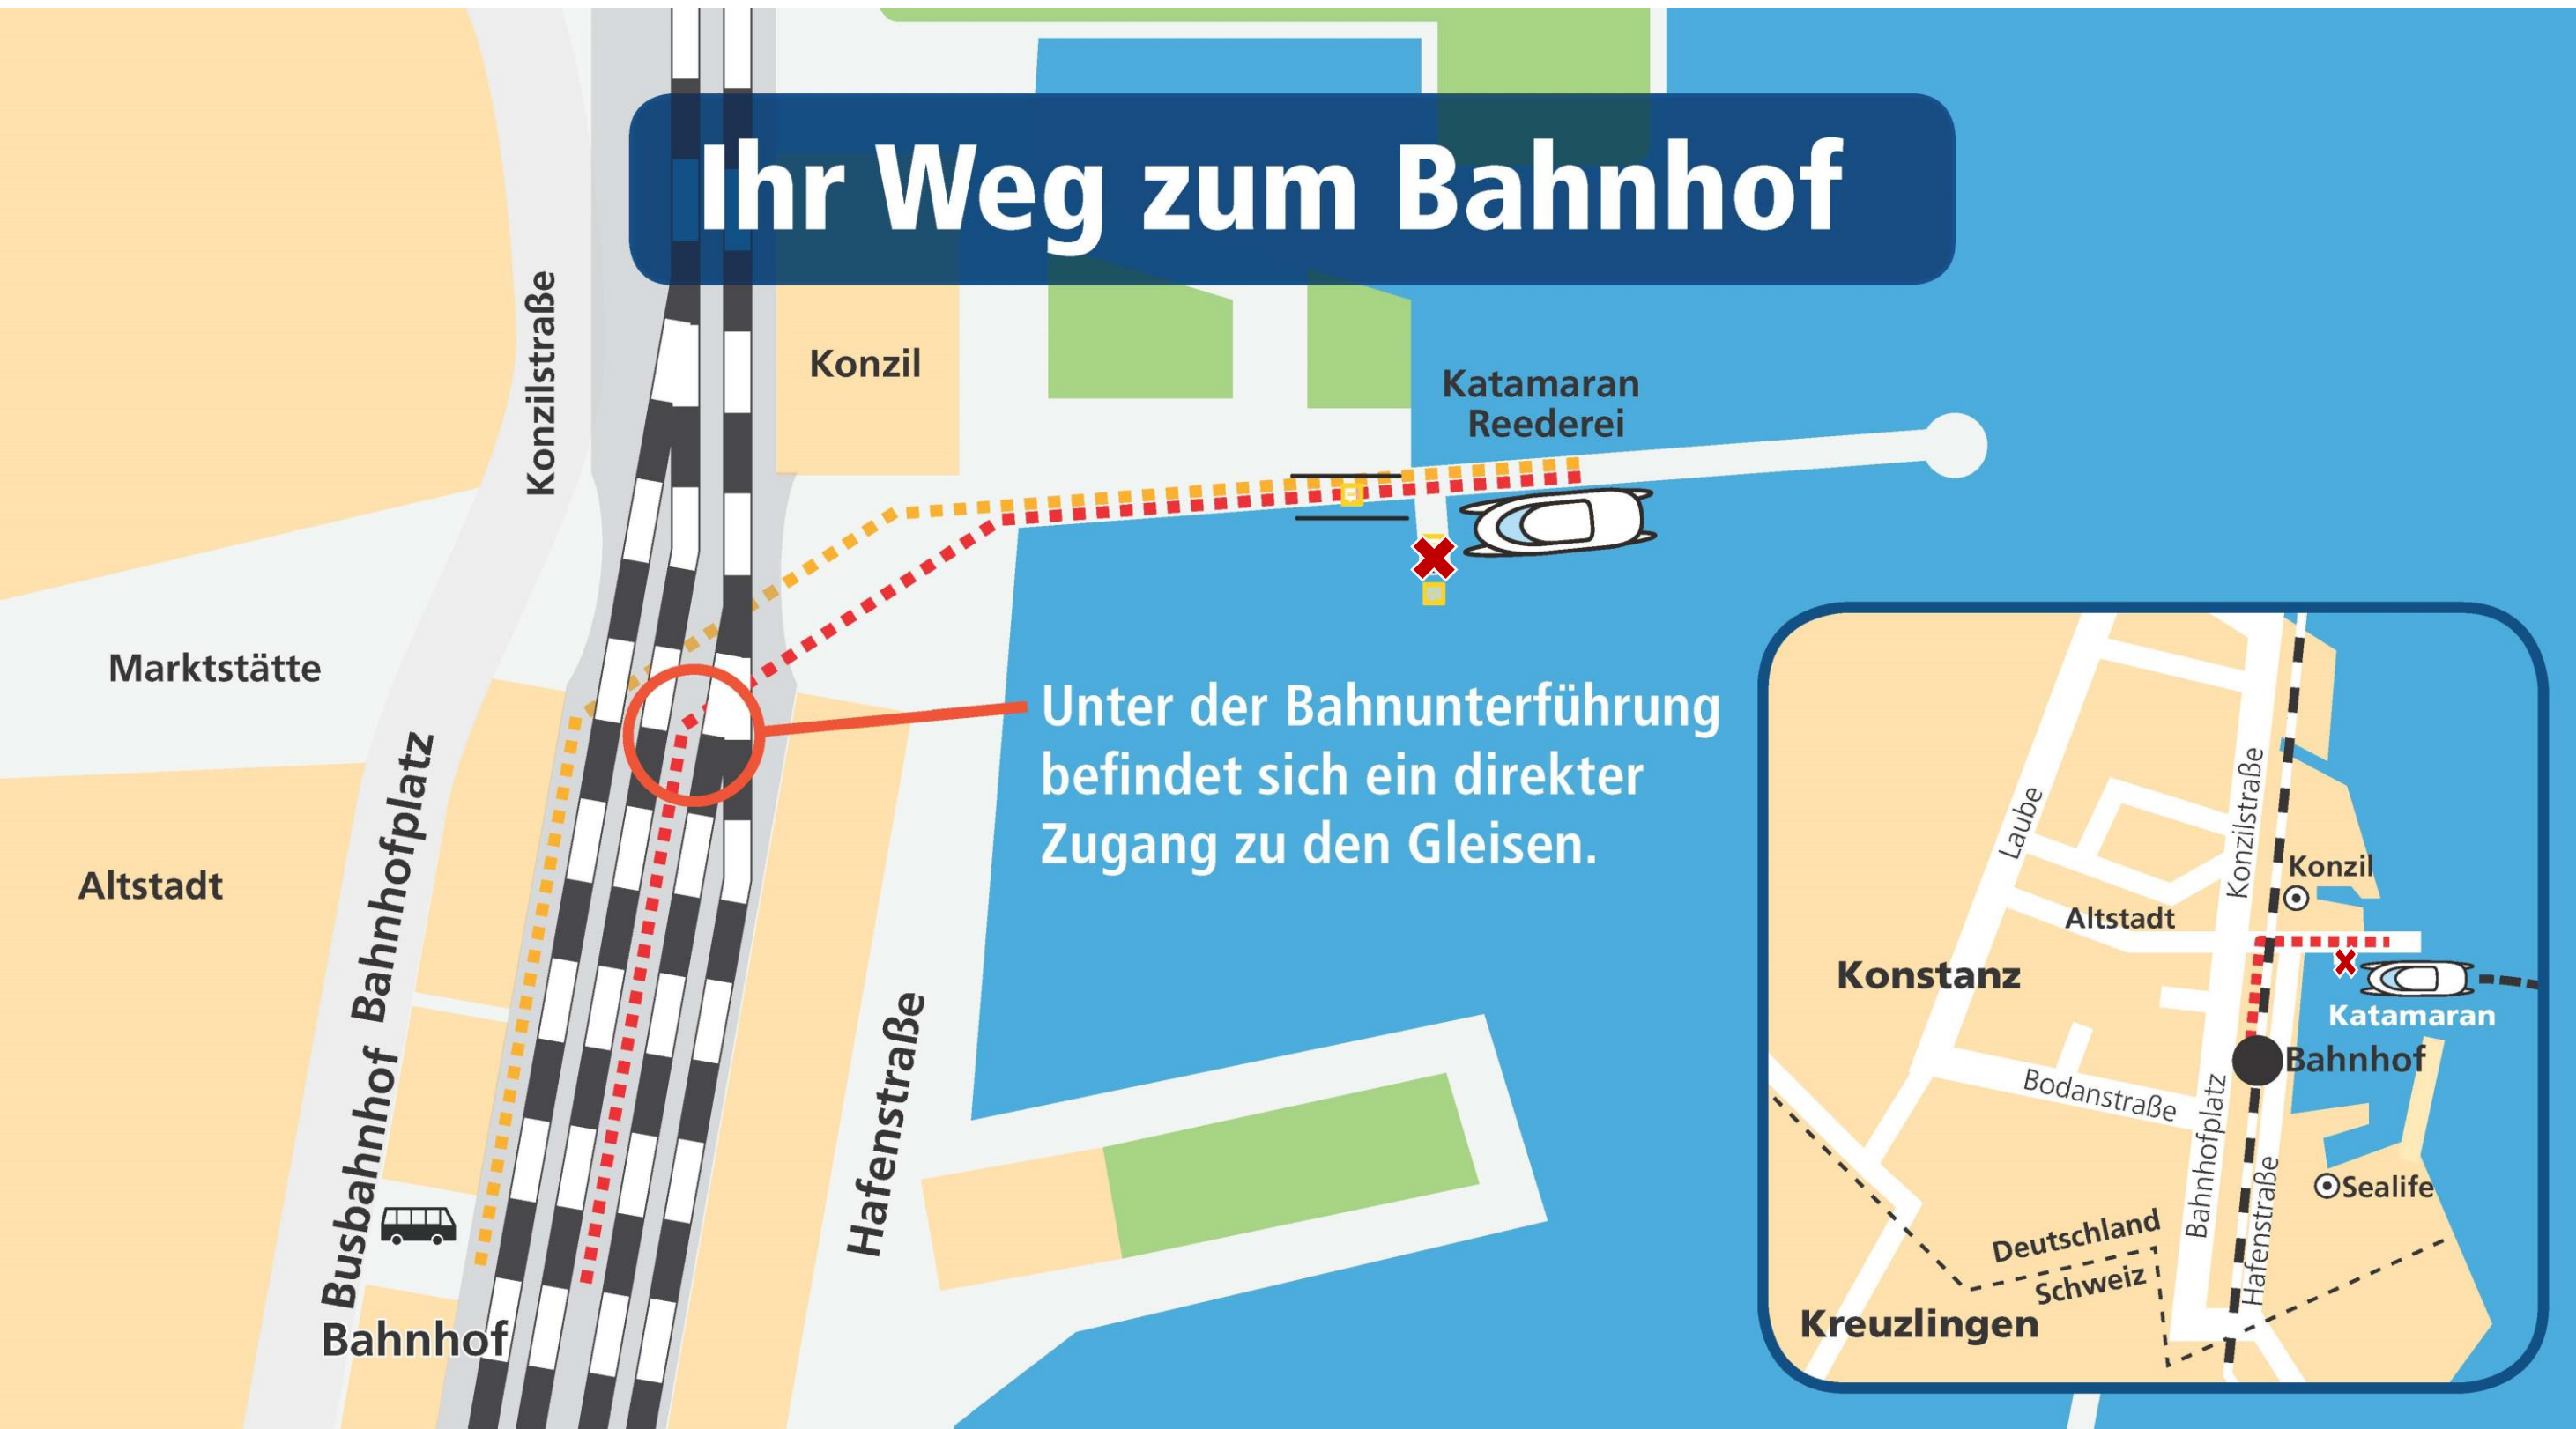 Ihr Weg zum Bahnhof
Konzilstraße
Konzil
Katamaran
Reederei
Marktstätte
Unter der Bahnunterführung
befindet sich ein direkter
Zugang zu den Gleisen.
Altstadt
Busbahnhof Bahnhofplatz
Hafenstraße
Bahnhof
Laube
Konzilstraße
Konzil
Altstadt
Konstanz
Katamaran
Bahnhof
Bodanstraße
Bahnhofplatz
Hafenstraße
Sealife
Deutschland
Schweiz
Kreuzlingen